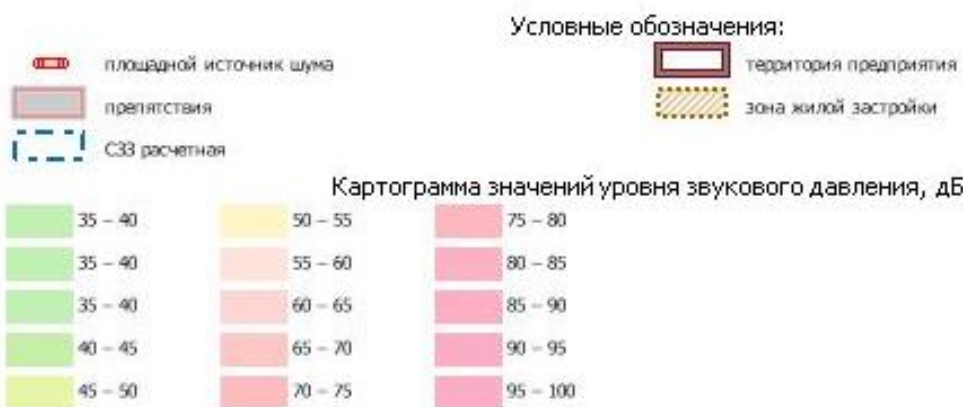 Условные обозначения:
площадной источник шума
территория предприятия
препятствия
зона жилой застройки
СЗЗ расчетная
Картограмма значений уровня звукового давления, дБ
35 – 40
50 – 55
75 – 80
35 – 40
55 – 60
80 – 85
35 – 40
60 – 65
85 – 90
40 – 45
65 – 70
90 – 95
45 – 50
70 – 75
95 – 100